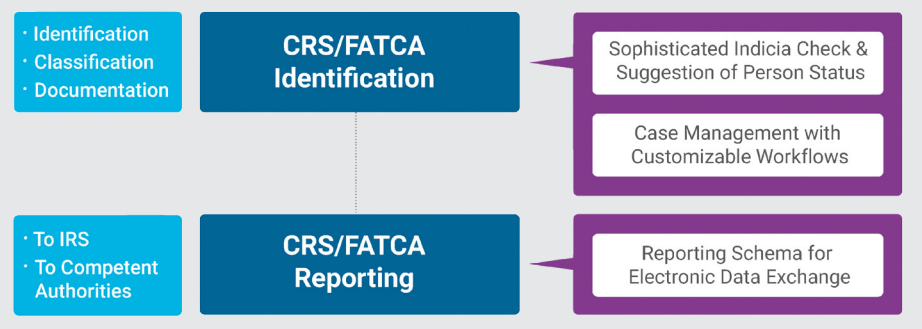 · Identification
· Classification
· Documentation
CRS/FATCA
Identification
Sophisticated Indicia Check &
Suggestion of Person Status
Case Management with
Customizable Workflows
· To IRS
· To Competent
Authorities
CRS/FATCA
Reporting
Reporting Schema for
Electronic Data Exchange